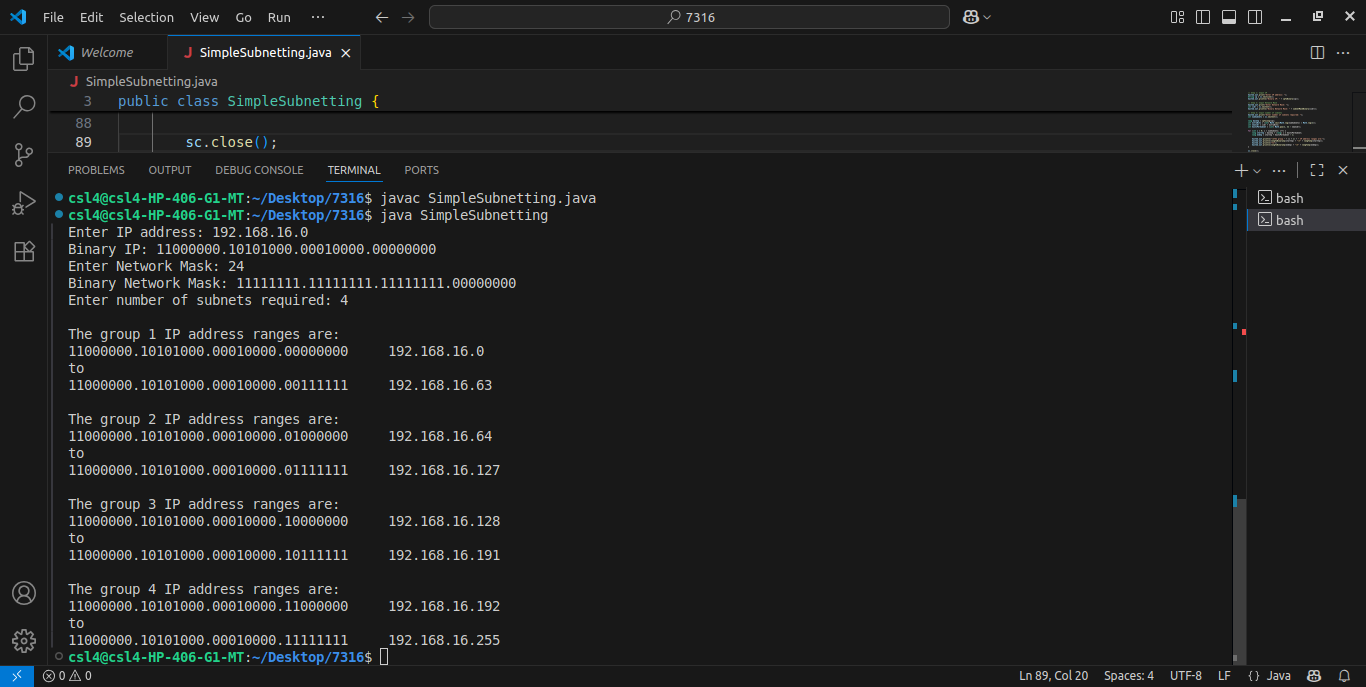 File Edit Selection View Go Run ··· 7316
Welcome SimpleSubnetting.java
SimpleSubnetting.java
3 public class SimpleSubnetting {
88
89 sc.close();
PROBLEMS OUTPUT DEBUG CONSOLE TERMINAL PORTS
csl4@csl4-HP-406-G1-MT:~/Desktop/7316$ javac SimpleSubnetting.java
bash
csl4@csl4-HP-406-G1-MT:~/Desktop/7316$ java SimpleSubnetting
bash
Enter IP address: 192.168.16.0
Binary IP: 11000000.10101000.00010000.00000000
Enter Network Mask: 24
Binary Network Mask: 11111111.11111111.11111111.00000000
Enter number of subnets required: 4
The group 1 IP address ranges are:
11000000.10101000.00010000.00000000 192.168.16.0
to
11000000.10101000.00010000.00111111 192.168.16.63
The group 2 IP address ranges are:
11000000.10101000.00010000.01000000 192.168.16.64
to
11000000.10101000.00010000.01111111 192.168.16.127
The group 3 IP address ranges are:
11000000.10101000.00010000.10000000 192.168.16.128
to
11000000.10101000.00010000.10111111 192.168.16.191
The group 4 IP address ranges are:
11000000.10101000.00010000.11000000 192.168.16.192
to
11000000.10101000.00010000.11111111 192.168.16.255
csl4@csl4-HP-406-G1-MT:~/Desktop/7316$
0 0 Ln 89, Col 20 Spaces: 4 UTF-8 LF {} Java